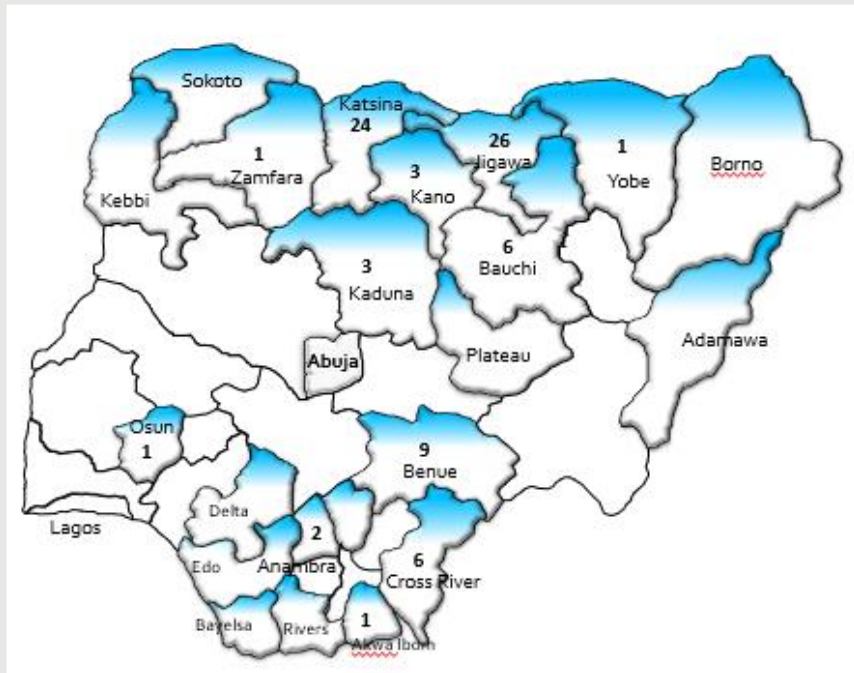 Sokoto
Katsina
24
1
Zamfara
26
Jigawa
1
Yobe
Borno
Kebbi
3
Kano
6
Bauchi
3
Kaduna
Abuja
Plateau
Adamawa
Osun
1
9
Benue
Lagos
Delta
2
Edo
Anambra
6
Cross River
Bayelsa
Rivers
1
Akwa Ibom